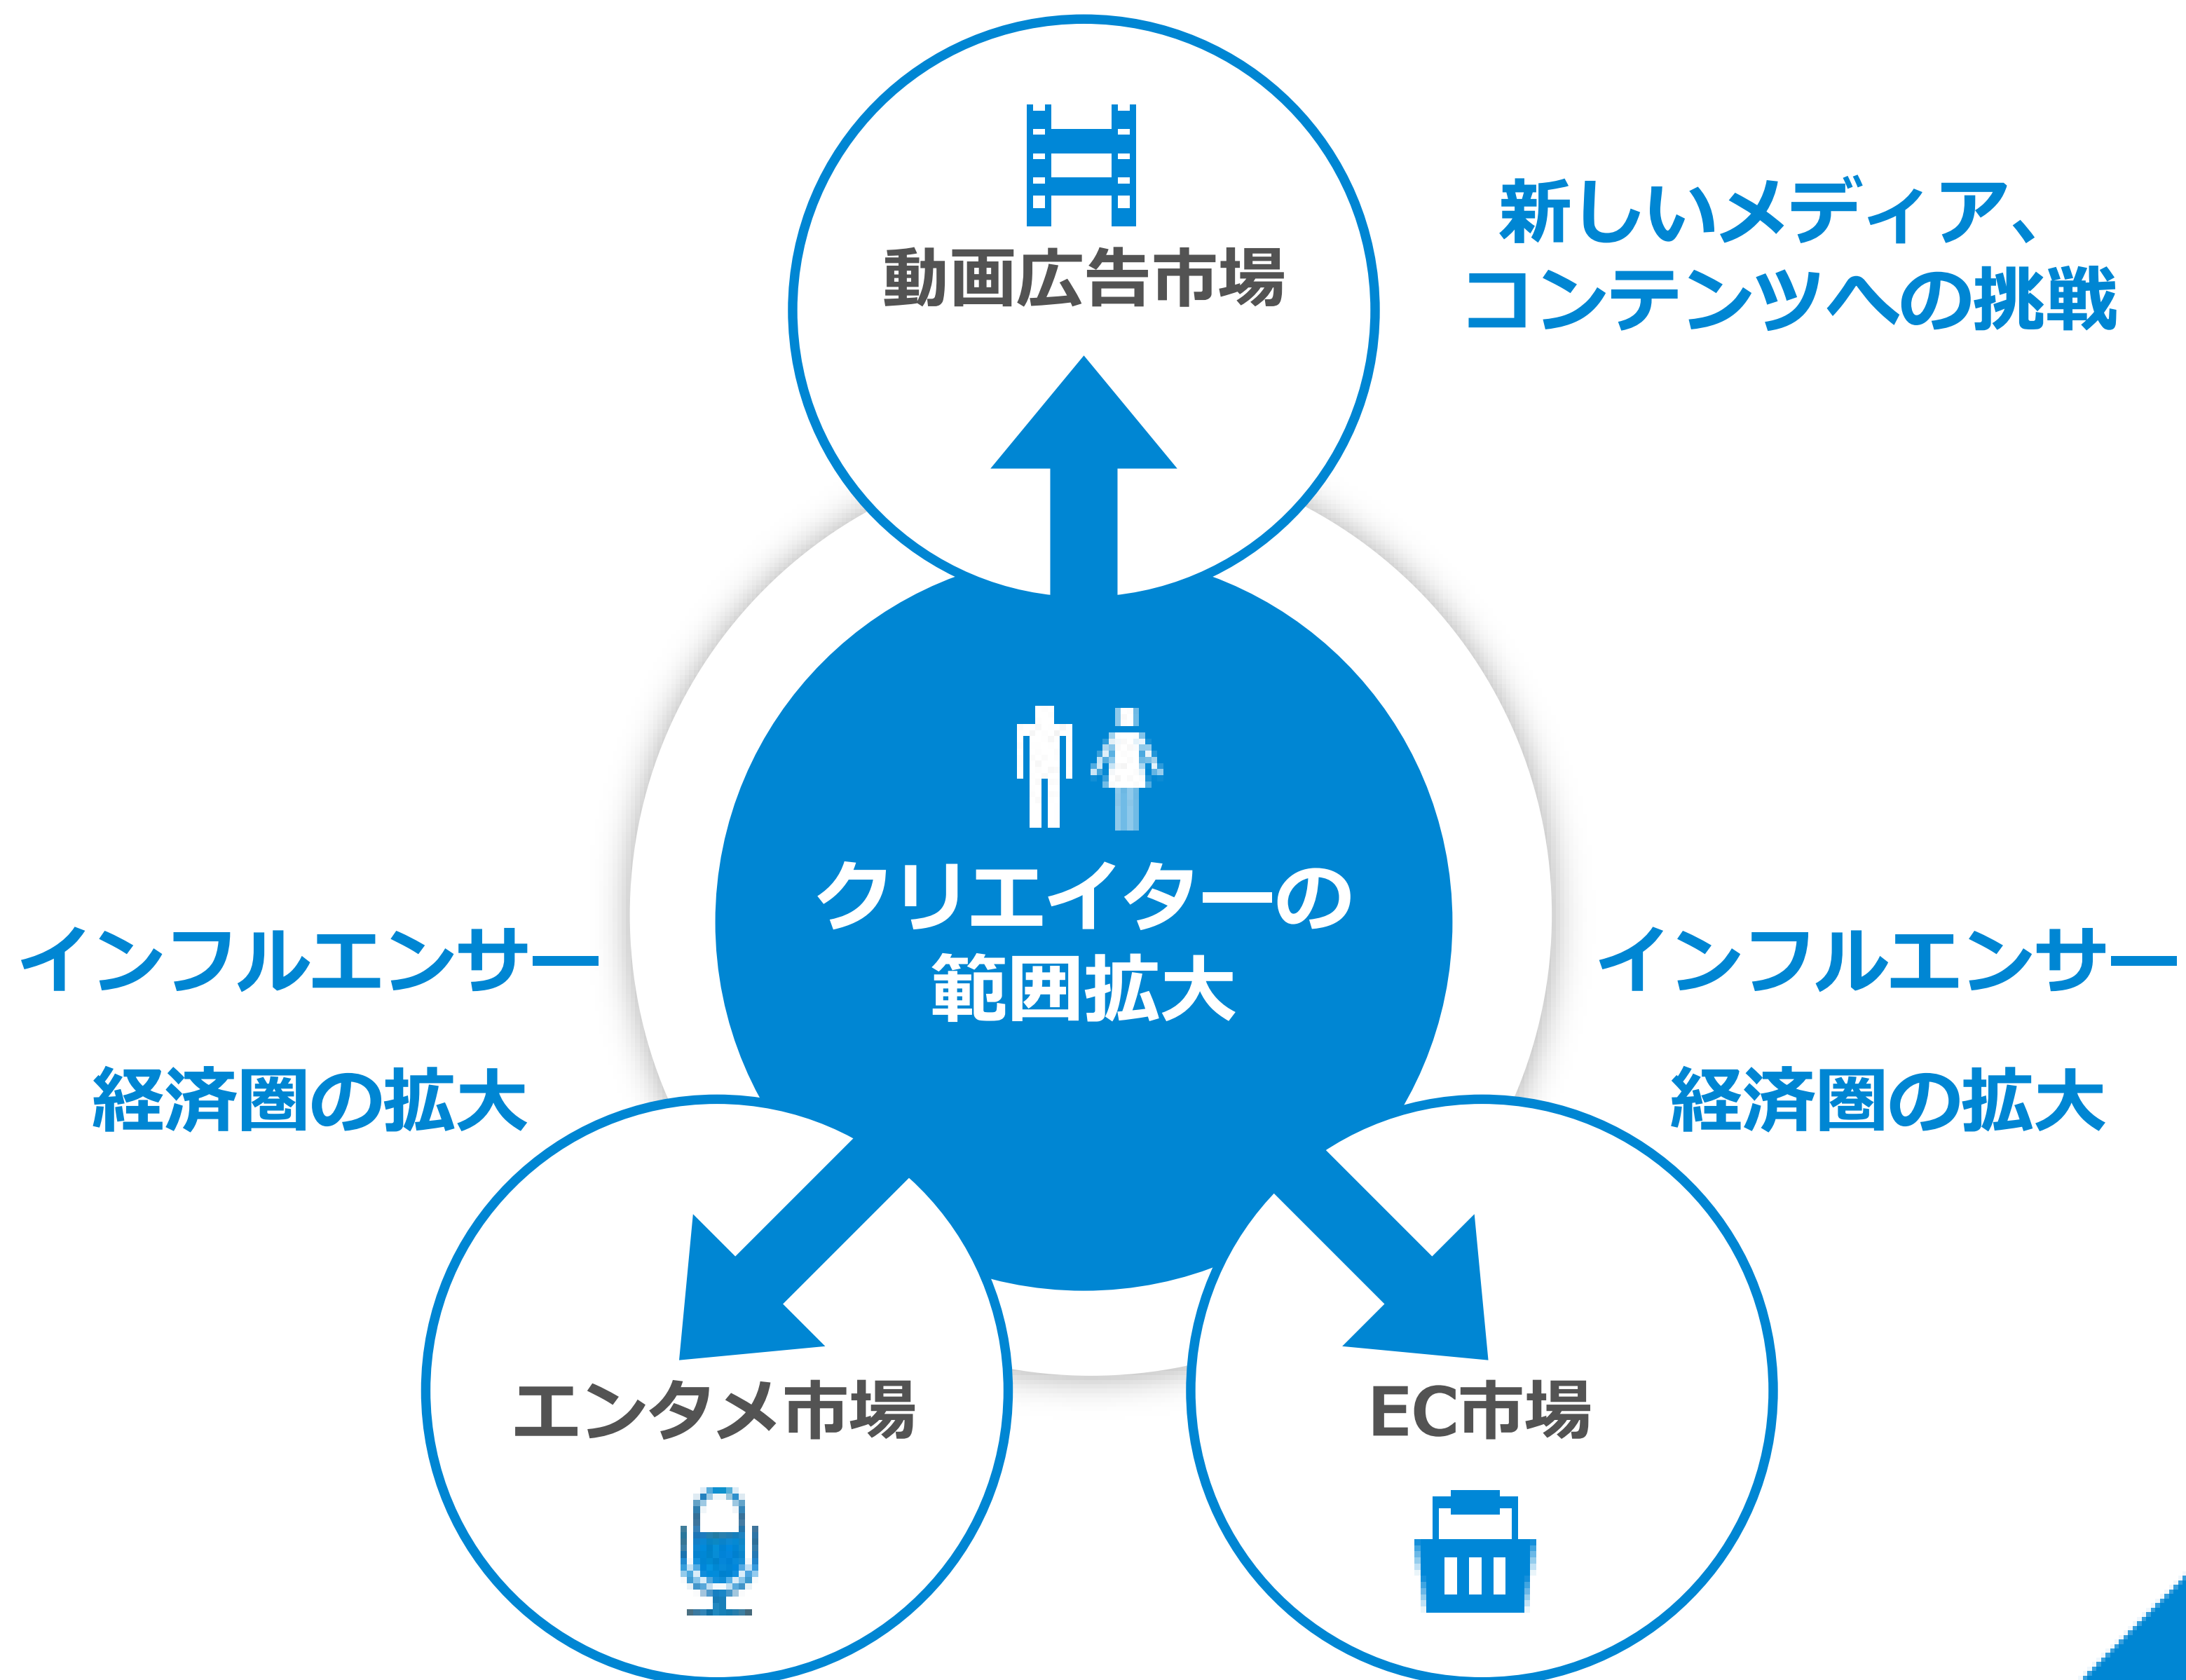 動画広告市場
新しいメディア、
コンテンツへの挑戦
クリエイターの
範囲拡大
インフルエンサー
経済圏の拡大
インフルエンサー
経済圏の拡大
エンタメ市場
EC市場